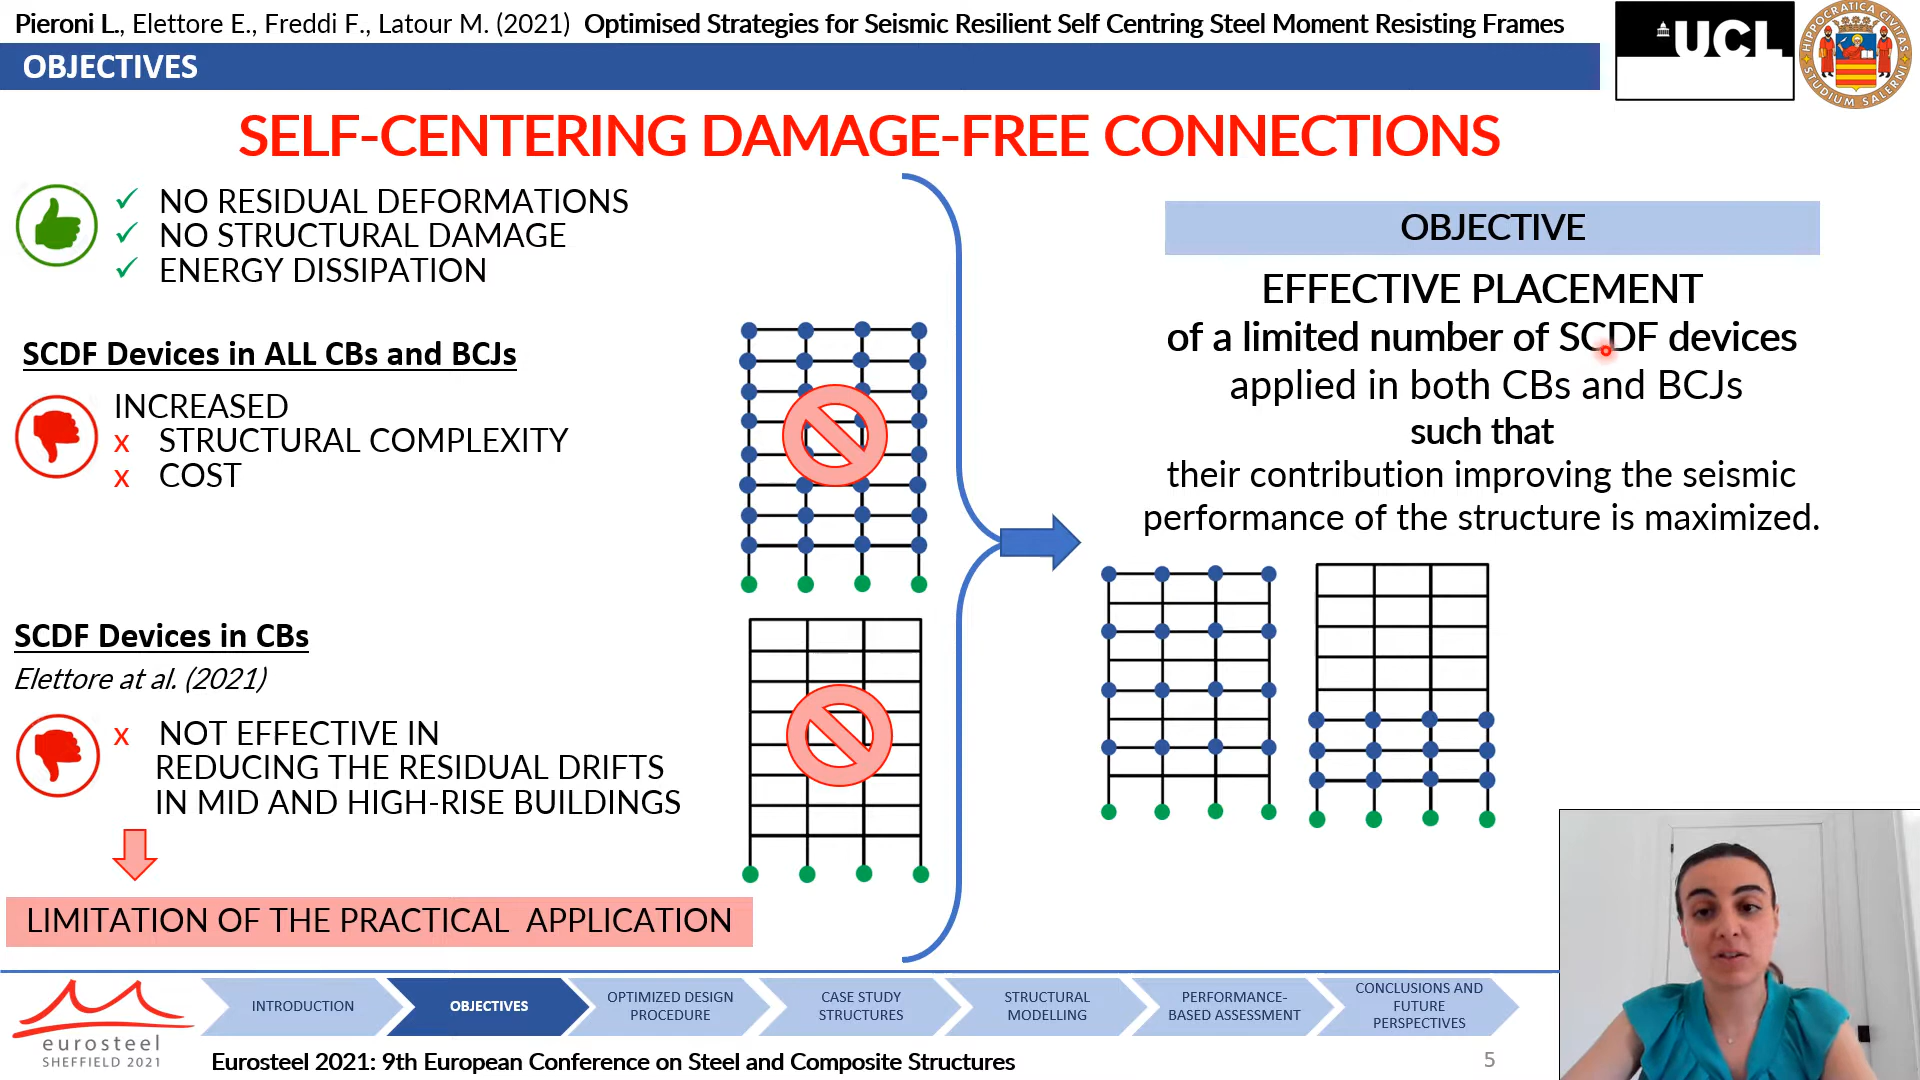 Pieroni L., Elettore E., Freddi F., Latour M. (2021) Optimised Strategies for Seismic Resilient Self Centring Steel Moment Resisting Frames
UCL
HIPPOCRATICA CIVITAS
STUDIUM SALERNI
OBJECTIVES
SELF-CENTERING DAMAGE-FREE CONNECTIONS
✓ NO RESIDUAL DEFORMATIONS
✓ NO STRUCTURAL DAMAGE
✓ ENERGY DISSIPATION
SCDF Devices in ALL CBs and BCJs
INCREASED
x STRUCTURAL COMPLEXITY
x COST
SCDF Devices in CBs
Elettore at al. (2021)
x NOT EFFECTIVE IN
REDUCING THE RESIDUAL DRIFTS
IN MID AND HIGH-RISE BUILDINGS
LIMITATION OF THE PRACTICAL APPLICATION
OBJECTIVE
EFFECTIVE PLACEMENT
of a limited number of SCDF devices
applied in both CBs and BCJs
such that
their contribution improving the seismic
performance of the structure is maximized.
eurosteel
SHEFFIELD 2021
INTRODUCTION
OBJECTIVES
OPTIMIZED DESIGN
PROCEDURE
CASE STUDY
STRUCTURES
STRUCTURAL
MODELLING
PERFORMANCE-
BASED ASSESSMENT
CONCLUSIONS AND
FUTURE
PERSPECTIVES
Eurosteel 2021: 9th European Conference on Steel and Composite Structures
5